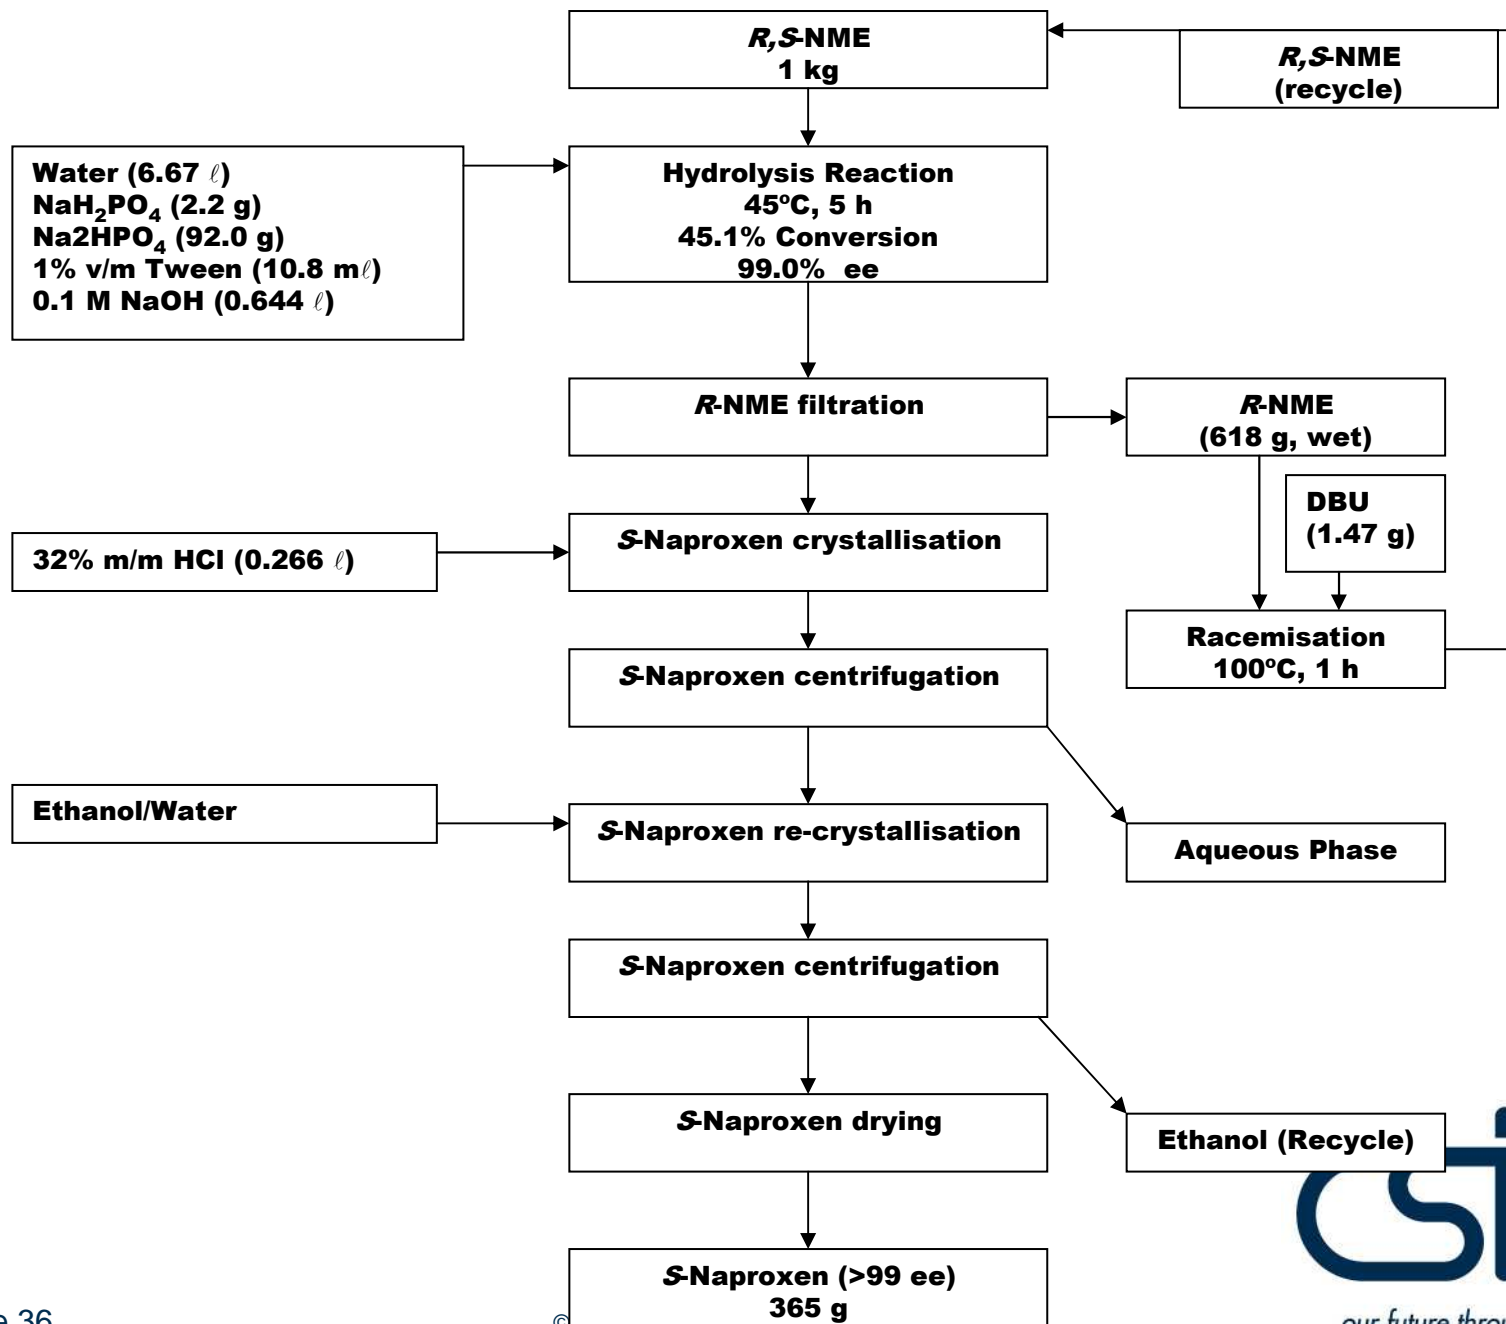 R,S-NME
1 kg
R,S-NME
(recycle)
Water (6.67 ℓ)
NaH₂PO₄ (2.2 g)
Na2HPO₄ (92.0 g)
1% v/m Tween (10.8 mℓ)
0.1 M NaOH (0.644 ℓ)
Hydrolysis Reaction
45ºC, 5 h
45.1% Conversion
99.0% ee
R-NME filtration
R-NME
(618 g, wet)
DBU
(1.47 g)
32% m/m HCl (0.266 ℓ)
S-Naproxen crystallisation
Racemisation
100ºC, 1 h
S-Naproxen centrifugation
Ethanol/Water
S-Naproxen re-crystallisation
Aqueous Phase
S-Naproxen centrifugation
S-Naproxen drying
Ethanol (Recycle)
S-Naproxen (>99 ee)
365 g
36
©
our future